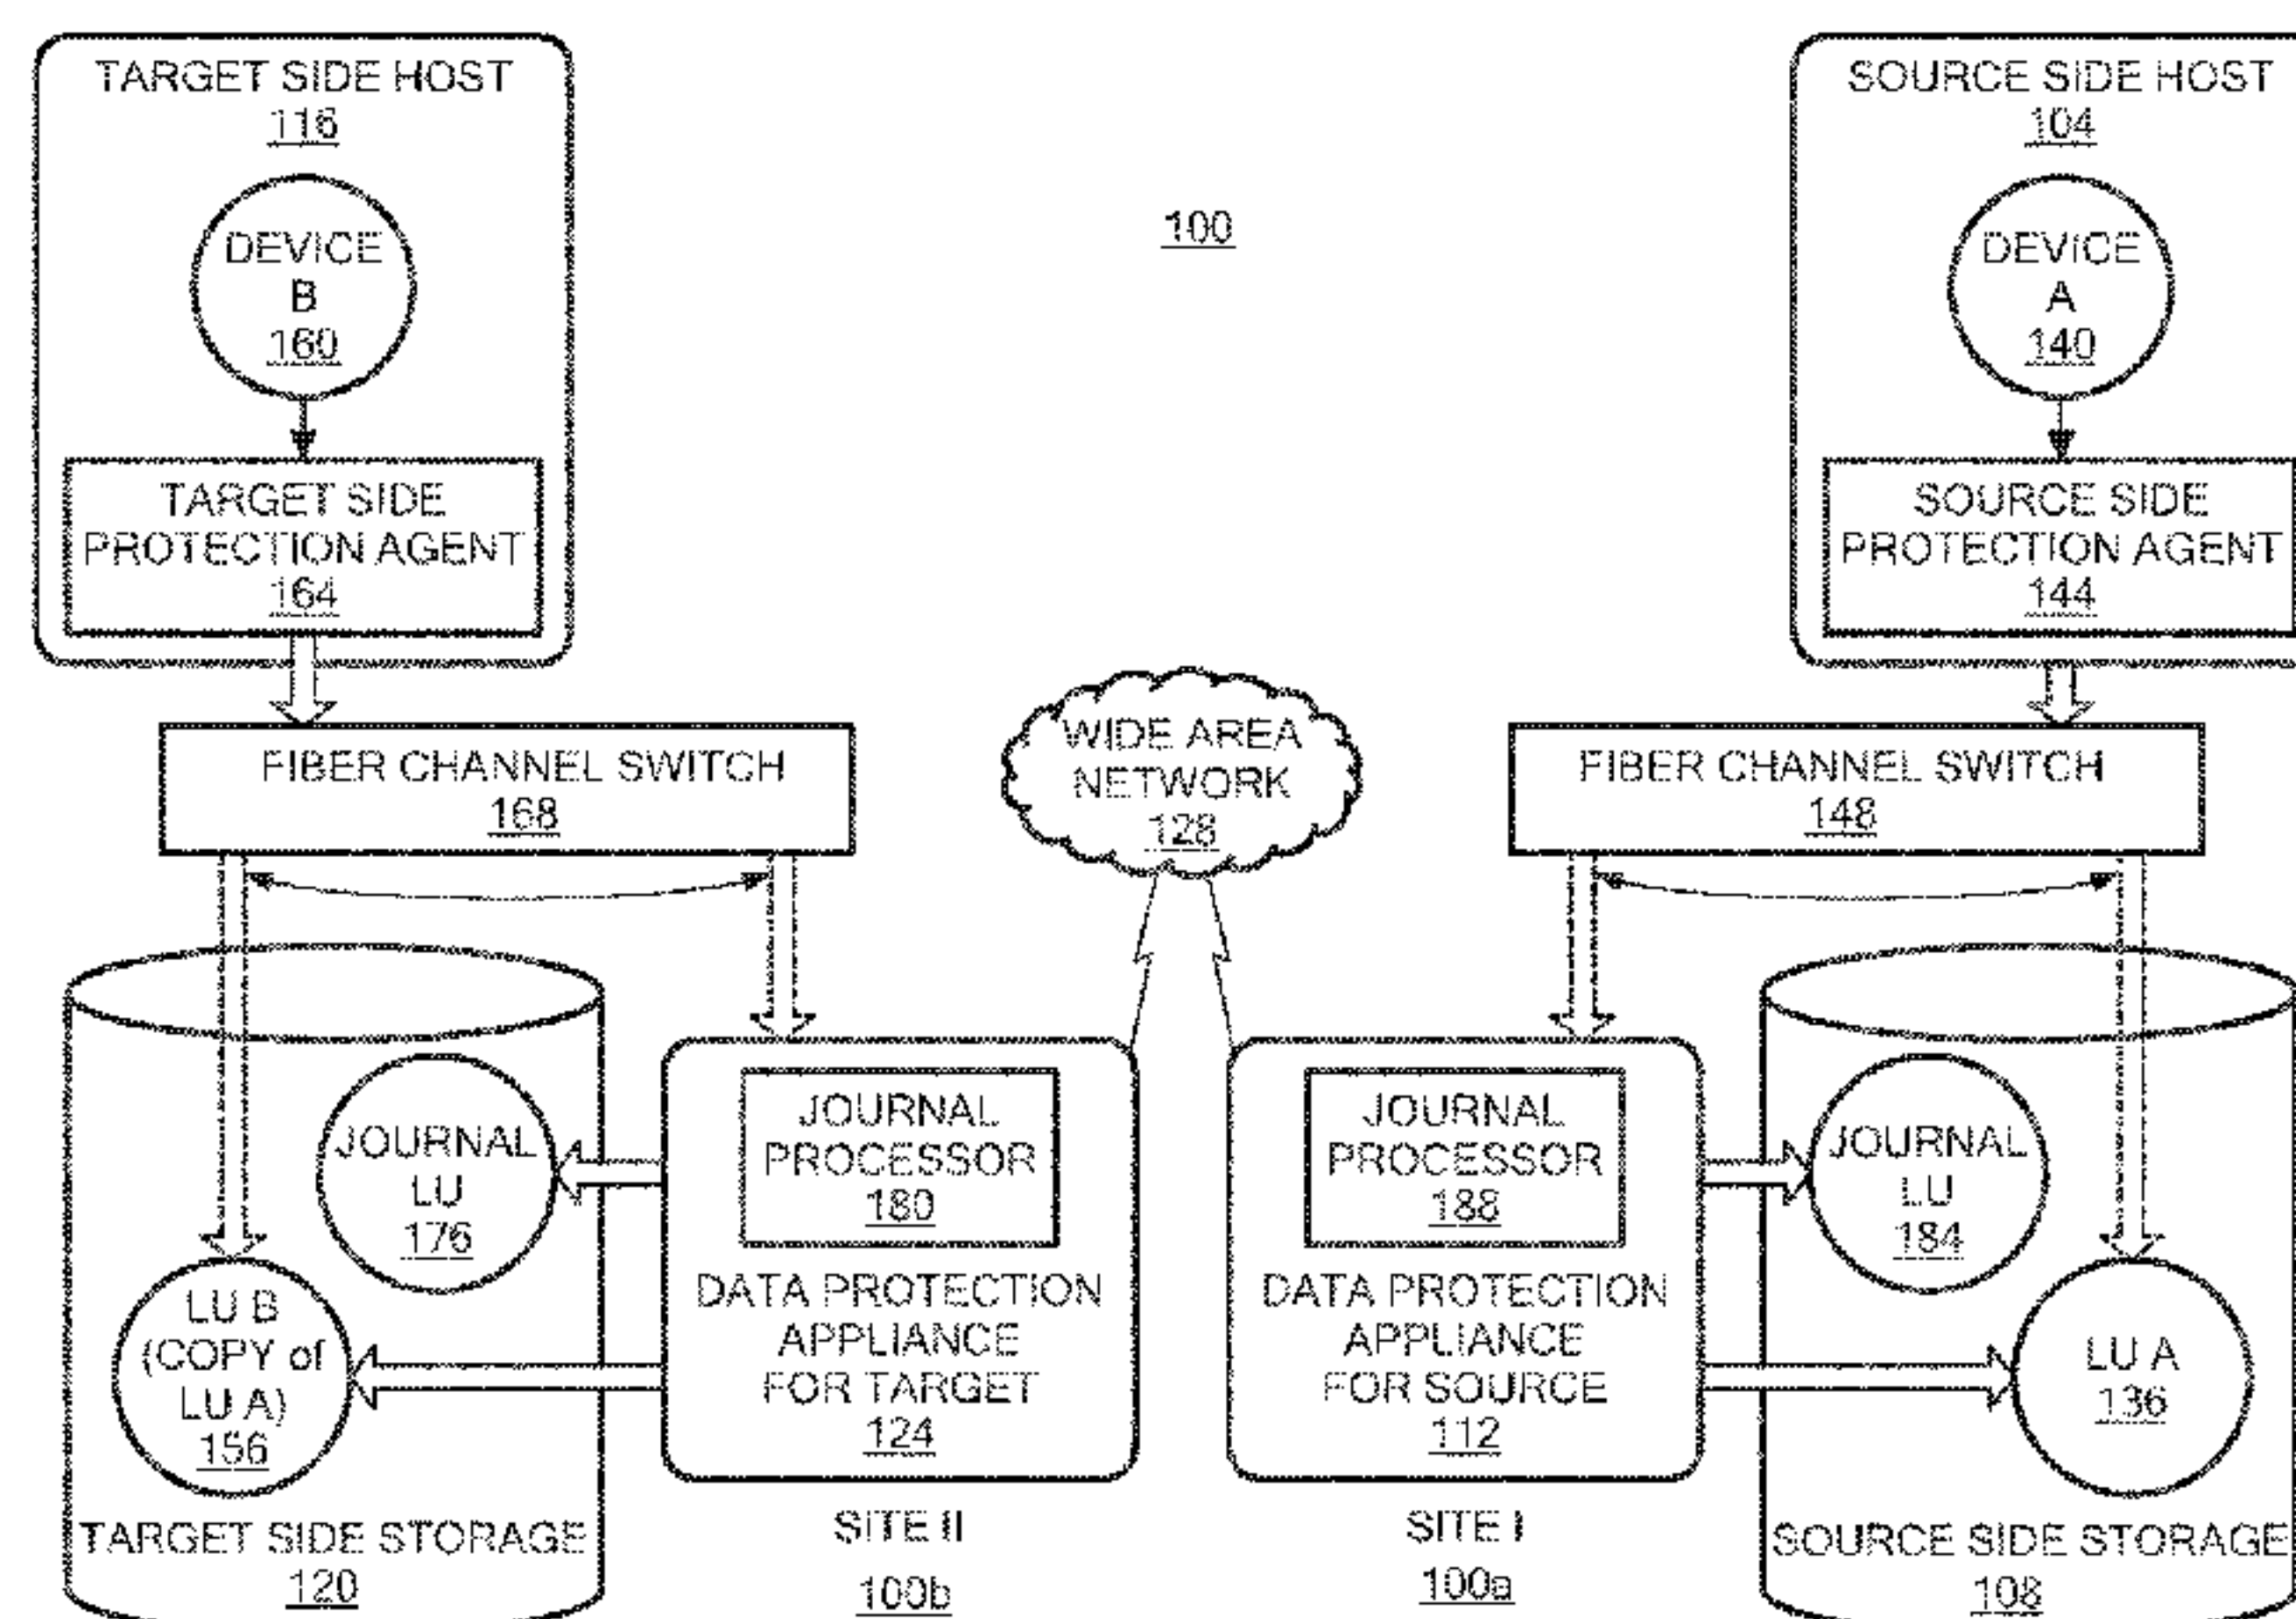 TARGET SIDE HOST
116
DEVICE
B
160
TARGET SIDE
PROTECTION AGENT
164
100
SOURCE SIDE HOST
104
DEVICE
A
140
SOURCE SIDE
PROTECTION AGENT
144
FIBER CHANNEL SWITCH
168
WIDE AREA
NETWORK
128
FIBER CHANNEL SWITCH
148
JOURNAL
LU
176
LU B
(COPY of
LU A)
156
TARGET SIDE STORAGE
120
JOURNAL
PROCESSOR
180
DATA PROTECTION
APPLIANCE
FOR TARGET
124
SITE II
100b
JOURNAL
PROCESSOR
188
DATA PROTECTION
APPLIANCE
FOR SOURCE
112
SITE I
100a
JOURNAL
LU
184
LU A
136
SOURCE SIDE STORAGE
108